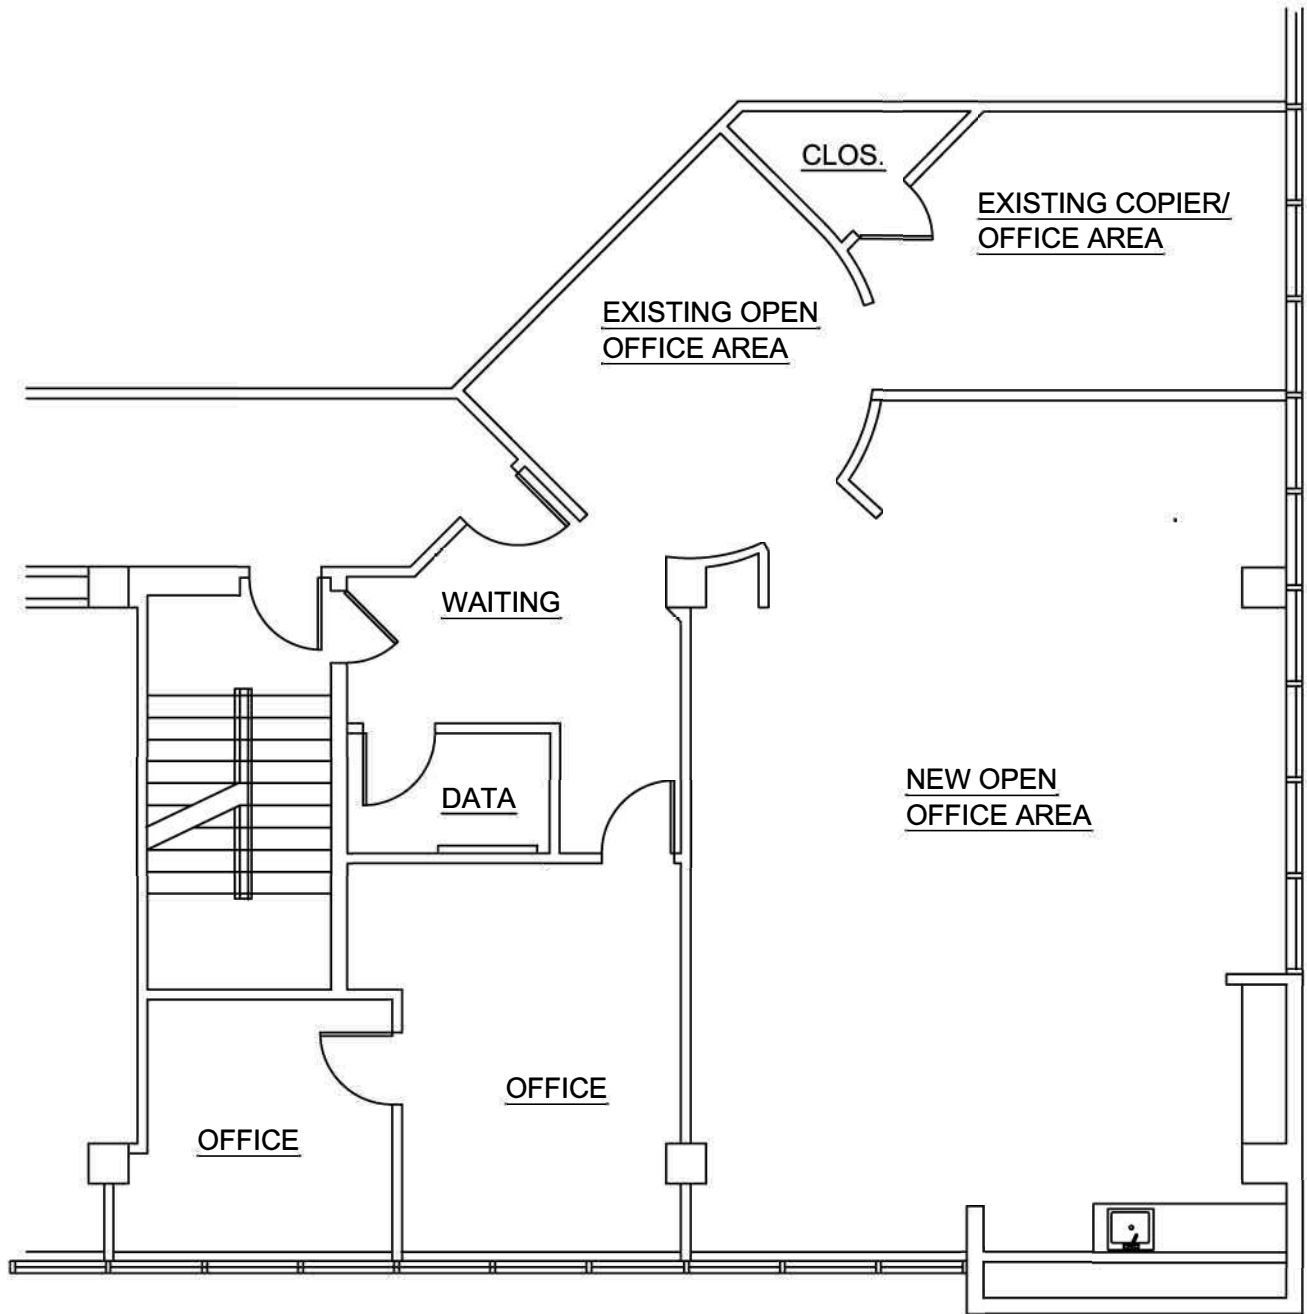 CLOS.
EXISTING COPIER/
OFFICE AREA
EXISTING OPEN
OFFICE AREA
WAITING
DATA
NEW OPEN
OFFICE AREA
OFFICE
OFFICE